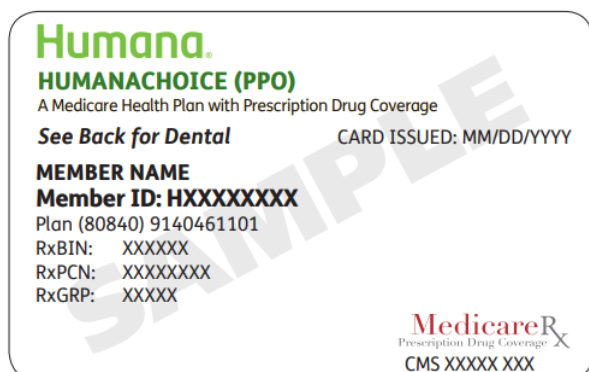 Humana.
HUMANACHOICE (PPO)
A Medicare Health Plan with Prescription Drug Coverage
See Back for Dental CARD ISSUED: MM/DD/YYYY
MEMBER NAME
Member ID: HXXXXXXXX
Plan (80840) 9140461101
RxBIN: XXXXXX
RxPCN: XXXXXXXX
RxGRP: XXXXX
SAMPLE
MedicareRx
Prescription Drug Coverage
CMS XXXXX XXX